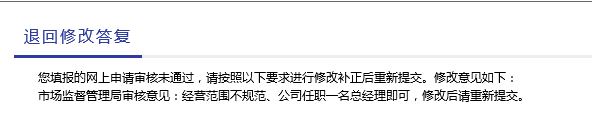 退回修改答复
您填报的网上申请审核未通过，请按照以下要求进行修改补正后重新提交。修改意见如下：
市场监督管理局审核意见：经营范围不规范、公司任职一名总经理即可，修改后请重新提交。